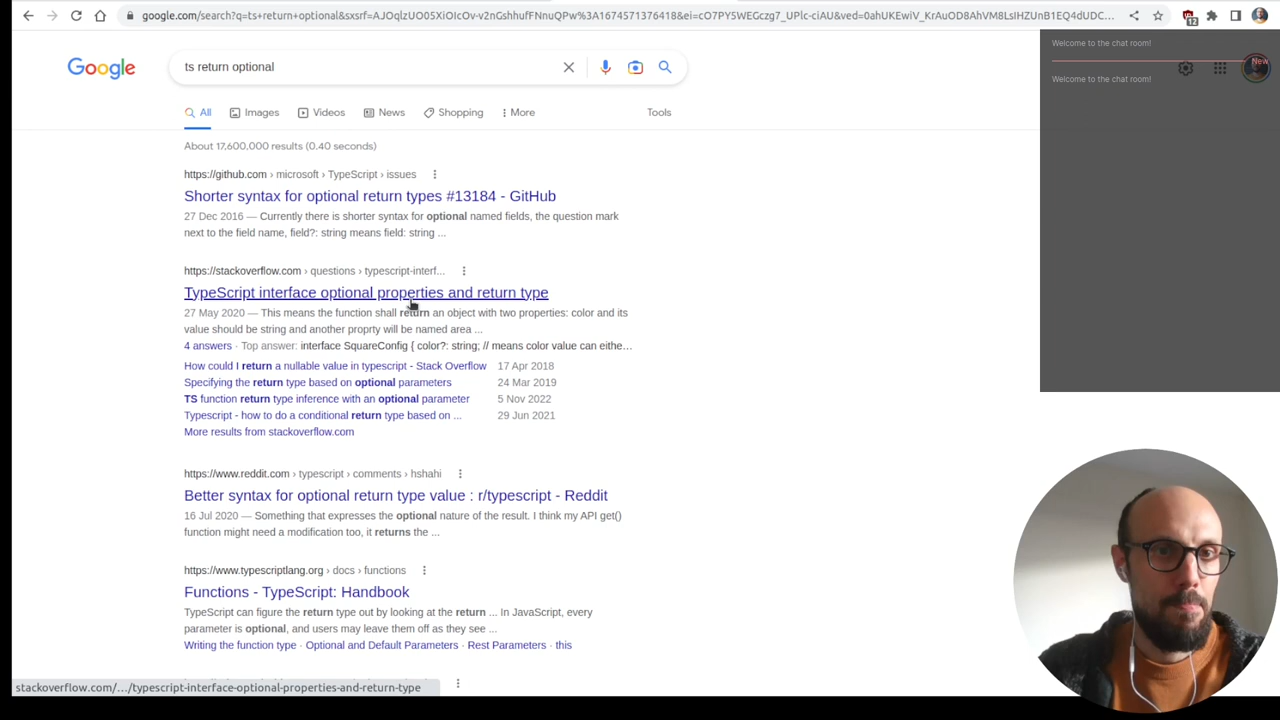 google.com/search?q=ts+return+optional&sxsrf=AJOqlzUO05XiOIcOv-v2nGshhufFNnuQPw%3A1674571376418&ei=cO7PY5WEGczg7_UPlc-ciAU&ved=0ahUKEwiV_KrAuOD8AhVM8LsIHZUnB1EQ4dUDC...
12
Welcome to the chat room!
New
Welcome to the chat room!
Google
ts return optional
All
Images
Videos
News
Shopping
More
Tools
About 17,600,000 results (0.40 seconds)
https://github.com › microsoft › TypeScript › issues
Shorter syntax for optional return types #13184 - GitHub
27 Dec 2016 — Currently there is shorter syntax for optional named fields, the question mark
next to the field name, field?: string means field: string ...
https://stackoverflow.com › questions › typescript-interf...
TypeScript interface optional properties and return type
27 May 2020 — This means the function shall return an object with two properties: color and its
value should be string and another proprty will be named area ...
4 answers · Top answer: interface SquareConfig { color?: string; // means color value can eithe...
How could I return a nullable value in typescript - Stack Overflow 17 Apr 2018
Specifying the return type based on optional parameters 24 Mar 2019
TS function return type inference with an optional parameter 5 Nov 2022
Typescript - how to do a conditional return type based on ... 29 Jun 2021
More results from stackoverflow.com
https://www.reddit.com › typescript › comments › hshahi
Better syntax for optional return type value : r/typescript - Reddit
16 Jul 2020 — Something that expresses the optional nature of the result. I think my API get()
function might need a modification too, it returns the ...
https://www.typescriptlang.org › docs › functions
Functions - TypeScript: Handbook
TypeScript can figure the return type out by looking at the return ... In JavaScript, every
parameter is optional, and users may leave them off as they see ...
Writing the function type · Optional and Default Parameters · Rest Parameters · this
stackoverflow.com/.../typescript-interface-optional-properties-and-return-type